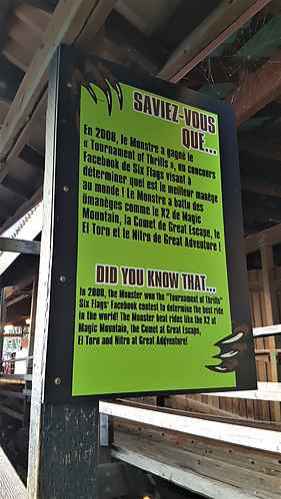 SAVIEZ-VOUS
QUE...
En 2008, le Monstre a gagné le
« Tournament of Thrills », un concours
Facebook de Six Flags visant à
déterminer quel est le meilleur manège
au monde ! Le Monstre a battu des
manèges comme le X2 de Magic
Mountain, la Comet de Great Escape, le
El Toro et le Nitro de Great Adventure !
DID YOU KNOW THAT...
In 2008, the Monster won the "Tournament of Thrills"
Six Flags' Facebook contest to determine the best ride
in the world! The Monster beat rides like the X2 at
Magic Mountain, the Comet at Great Escape,
El Toro and Nitro at Great Addventure!